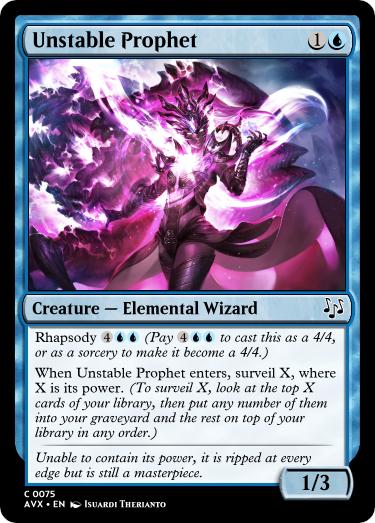 Unstable Prophet 1
Creature — Elemental Wizard
Rhapsody 4 (Pay 4 to cast this as a 4/4,
or as a sorcery to make it become a 4/4.)
When Unstable Prophet enters, surveil X, where
X is its power. (To surveil X, look at the top X
cards of your library, then put any number of them
into your graveyard and the rest on top of your
library in any order.)
Unable to contain its power, it is ripped at every
edge but is still a masterpiece.
1/3
C 0075
AVX • EN Isuardi Therianto